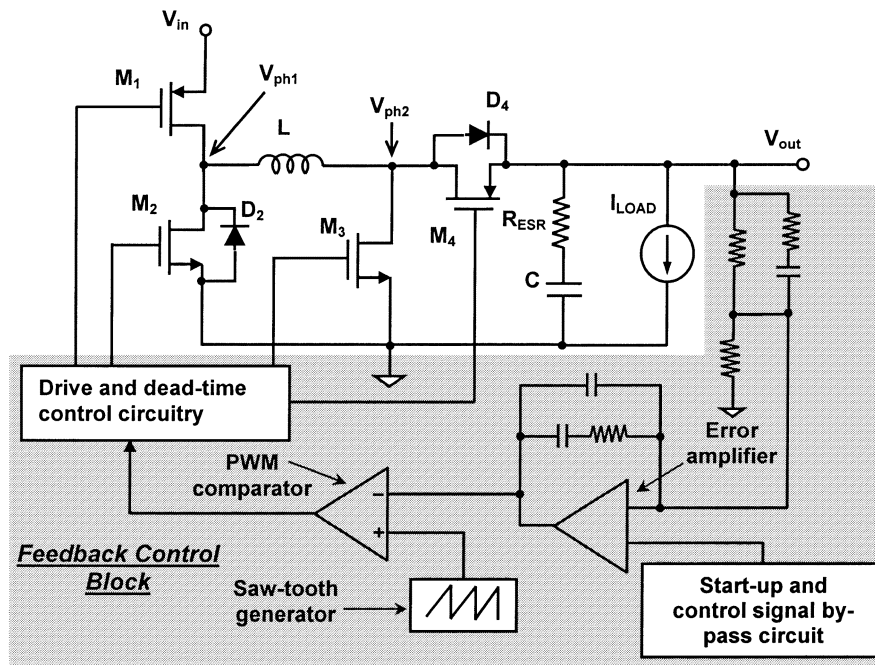 Vin
M1
Vph1
Vph2
L
D4
Vout
M2
D2
M3
M4
RESR
ILOAD
C
Drive and dead-time
control circuitry
PWM
comparator
Error
amplifier
−
+
Feedback Control
Block
Saw-tooth
generator
Start-up and
control signal by-
pass circuit